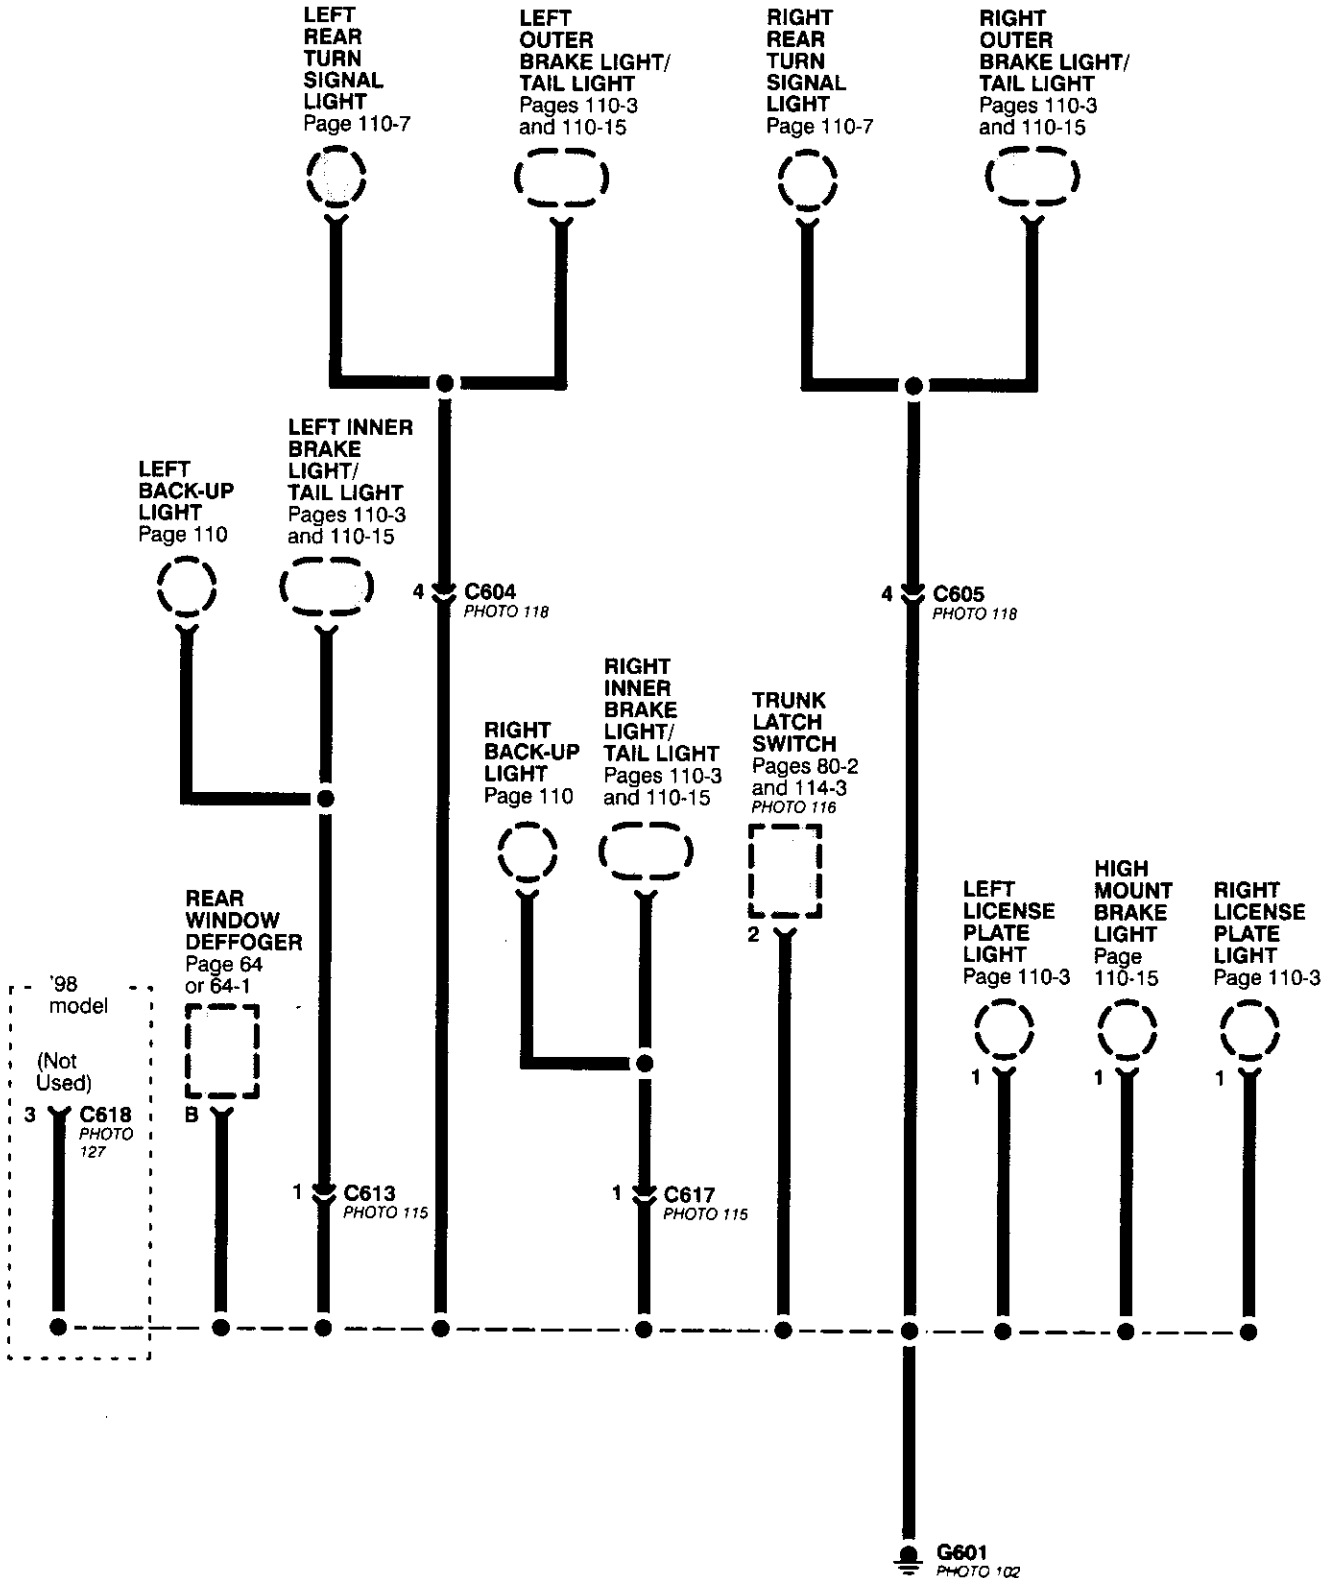 LEFT
REAR
TURN
SIGNAL
LIGHT
Page 110-7
LEFT
OUTER
BRAKE LIGHT/
TAIL LIGHT
Pages 110-3
and 110-15
RIGHT
REAR
TURN
SIGNAL
LIGHT
Page 110-7
RIGHT
OUTER
BRAKE LIGHT/
TAIL LIGHT
Pages 110-3
and 110-15
LEFT
BACK-UP
LIGHT
Page 110
LEFT INNER
BRAKE
LIGHT/
TAIL LIGHT
Pages 110-3
and 110-15
4 C604
PHOTO 118
4 C605
PHOTO 118
RIGHT
BACK-UP
LIGHT
Page 110
RIGHT
INNER
BRAKE
LIGHT/
TAIL LIGHT
Pages 110-3
and 110-15
TRUNK
LATCH
SWITCH
Pages 80-2
and 114-3
PHOTO 116
2
LEFT
LICENSE
PLATE
LIGHT
Page 110-3
1
HIGH
MOUNT
BRAKE
LIGHT
Page
110-15
1
RIGHT
LICENSE
PLATE
LIGHT
Page 110-3
1
'98
model
(Not
Used)
3 C618
PHOTO
127
REAR
WINDOW
DEFFOGER
Page 64
or 64-1
B
1 C613
PHOTO 115
1 C617
PHOTO 115
G601
PHOTO 102